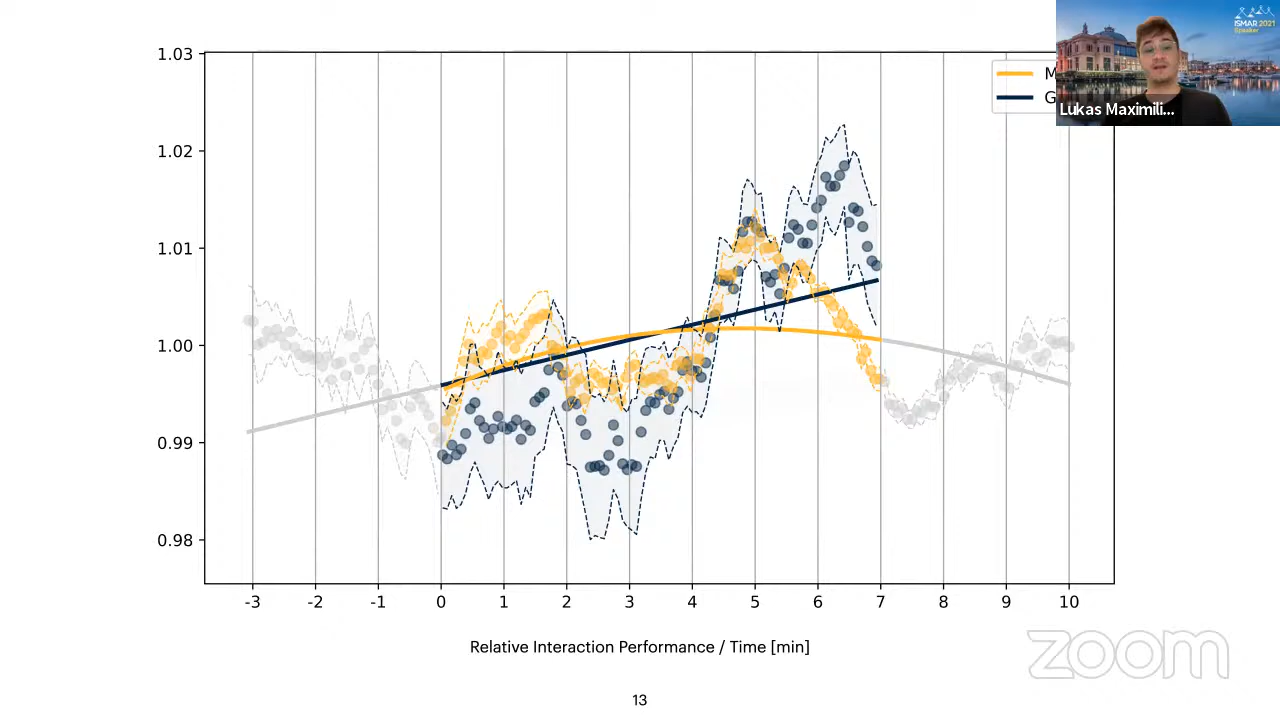 1.03
1.02
1.01
1.00
0.99
0.98
-3 -2 -1 0 1 2 3 4 5 6 7 8 9 10
Relative Interaction Performance / Time [min]
13
M
G
ISMAR 2021
Speaker
Lukas Maximili...
zoom